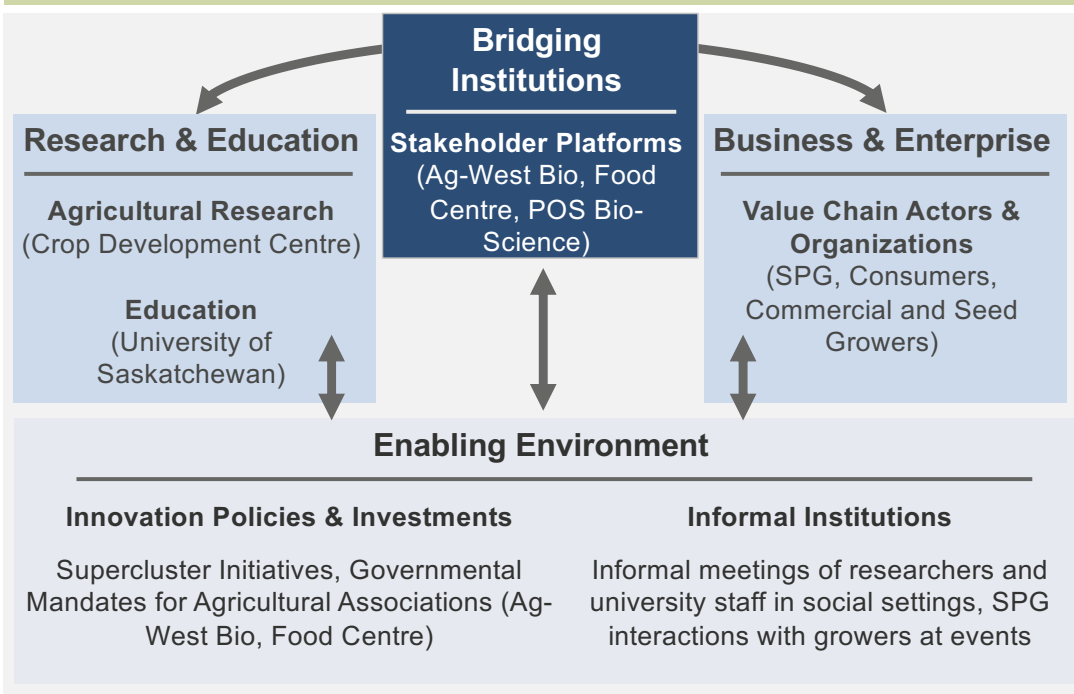 Bridging
Institutions
Stakeholder Platforms
(Ag-West Bio, Food
Centre, POS Bio-
Science)
Research & Education
Agricultural Research
(Crop Development Centre)
Education
(University of
Saskatchewan)
Business & Enterprise
Value Chain Actors &
Organizations
(SPG, Consumers,
Commercial and Seed
Growers)
Enabling Environment
Innovation Policies & Investments
Supercluster Initiatives, Governmental
Mandates for Agricultural Associations (Ag-
West Bio, Food Centre)
Informal Institutions
Informal meetings of researchers and
university staff in social settings, SPG
interactions with growers at events